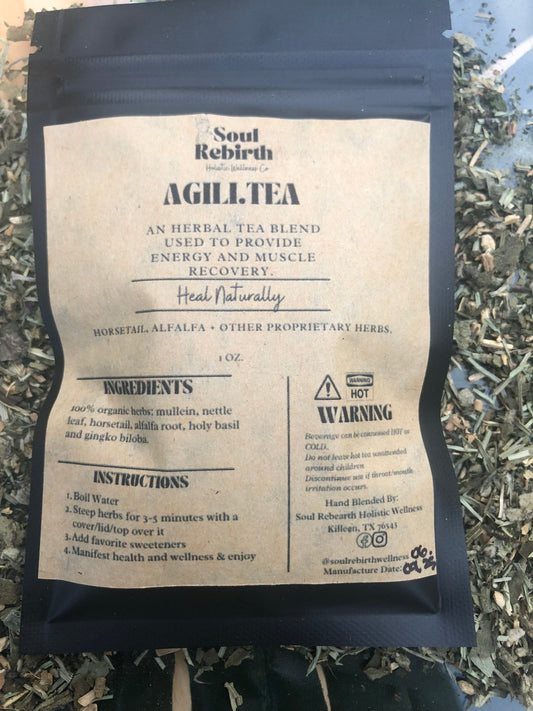 Soul
Rebirth
Holistic Wellness Co
AGILI.TEA
AN HERBAL TEA BLEND
USED TO PROVIDE
ENERGY AND MUSCLE
RECOVERY.
Heal Naturally
HORSETAIL, ALFALFA + OTHER PROPRIETARY HERBS.
1 OZ.
INGREDIENTS
100% organic herbs: mullein, nettle
leaf, horsetail, alfalfa root, holy basil
and gingko biloba.
INSTRUCTIONS
1. Boil Water
2. Steep herbs for 3-5 minutes with a
cover/lid/top over it
3. Add favorite sweeteners
4. Manifest health and wellness & enjoy
WARNING
HOT
WARNING
Beverage can be consumed HOT or
COLD.
Do not leave hot tea unattended
around children
Discontinue use if throat/mouth
irritation occurs.
Hand Blended By:
Soul Rebearth Holistic Wellness
Killeen, TX 76543
@soulrebirthwellness
Manufacture Date: